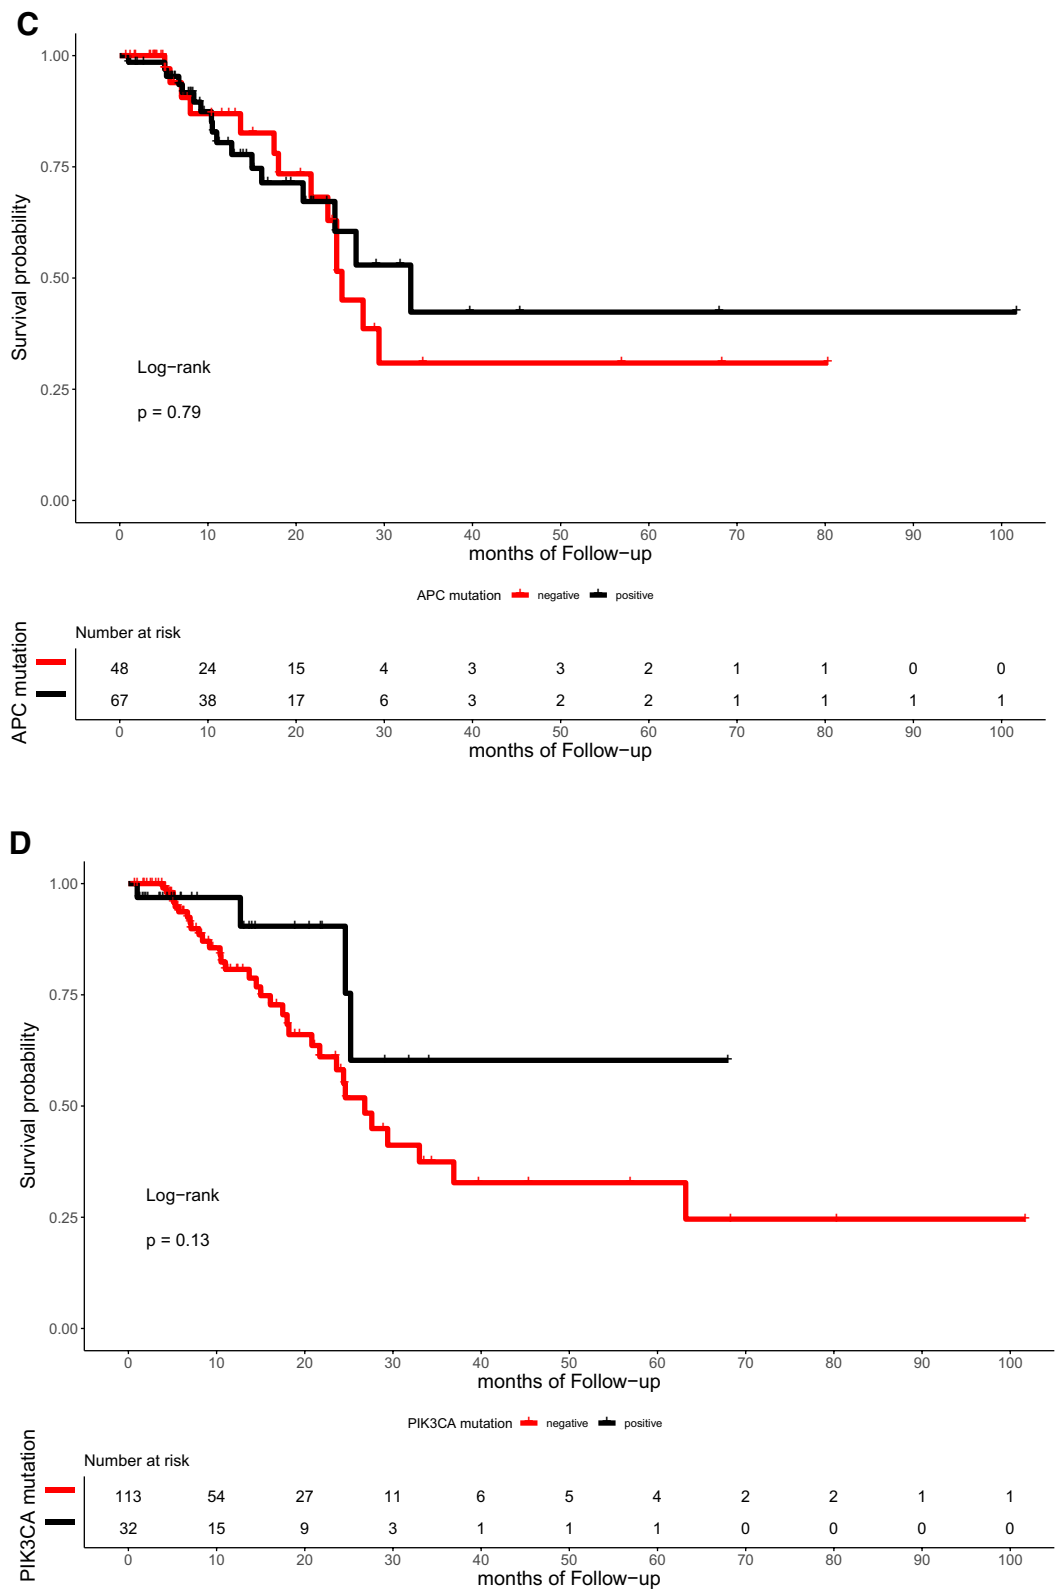 C
1.00
0.75
0.50
0.25
0.00
Survival probability
Log-rank
p = 0.79
0 10 20 30 40 50 60 70 80 90 100
months of Follow-up
APC mutation negative positive
Number at risk
APC mutation
48 24 15 4 3 3 2 1 1 0 0
67 38 17 6 3 2 2 1 1 1 1
0 10 20 30 40 50 60 70 80 90 100
months of Follow-up
D
1.00
0.75
0.50
0.25
0.00
Survival probability
Log-rank
p = 0.13
0 10 20 30 40 50 60 70 80 90 100
months of Follow-up
PIK3CA mutation negative positive
Number at risk
PIK3CA mutation
113 54 27 11 6 5 4 2 2 1 1
32 15 9 3 1 1 1 0 0 0 0
0 10 20 30 40 50 60 70 80 90 100
months of Follow-up